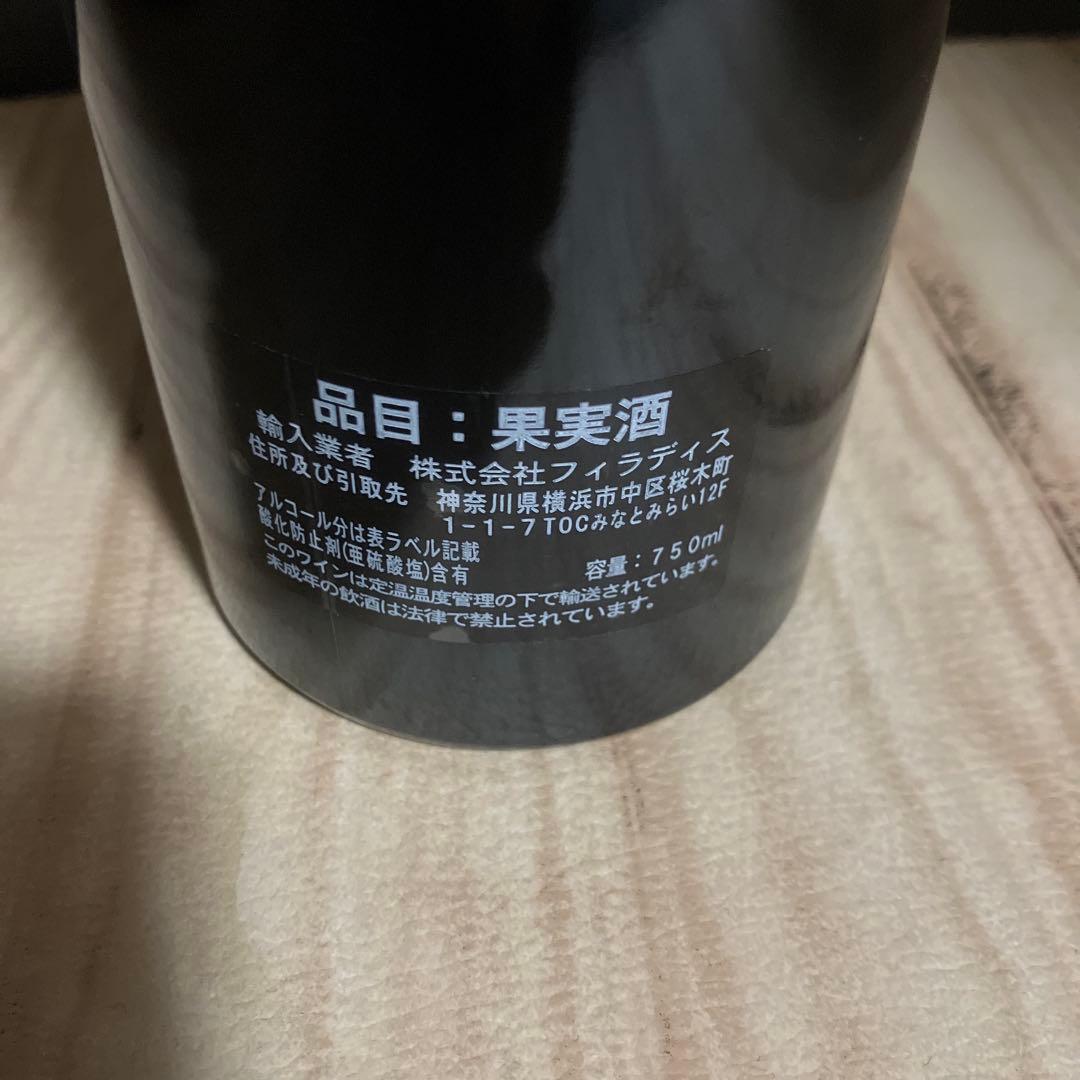 品目：果実酒
輸入業者　株式会社フィラディス
住所及び引取先　神奈川県横浜市中区桜木町
1-1-7TOCみなとみらい12F
アルコール分は表ラベル記載
酸化防止剤(亜硫酸塩)含有　容量：750ml
このワインは定温温度管理の下で輸送されています。
未成年の飲酒は法律で禁止されています。